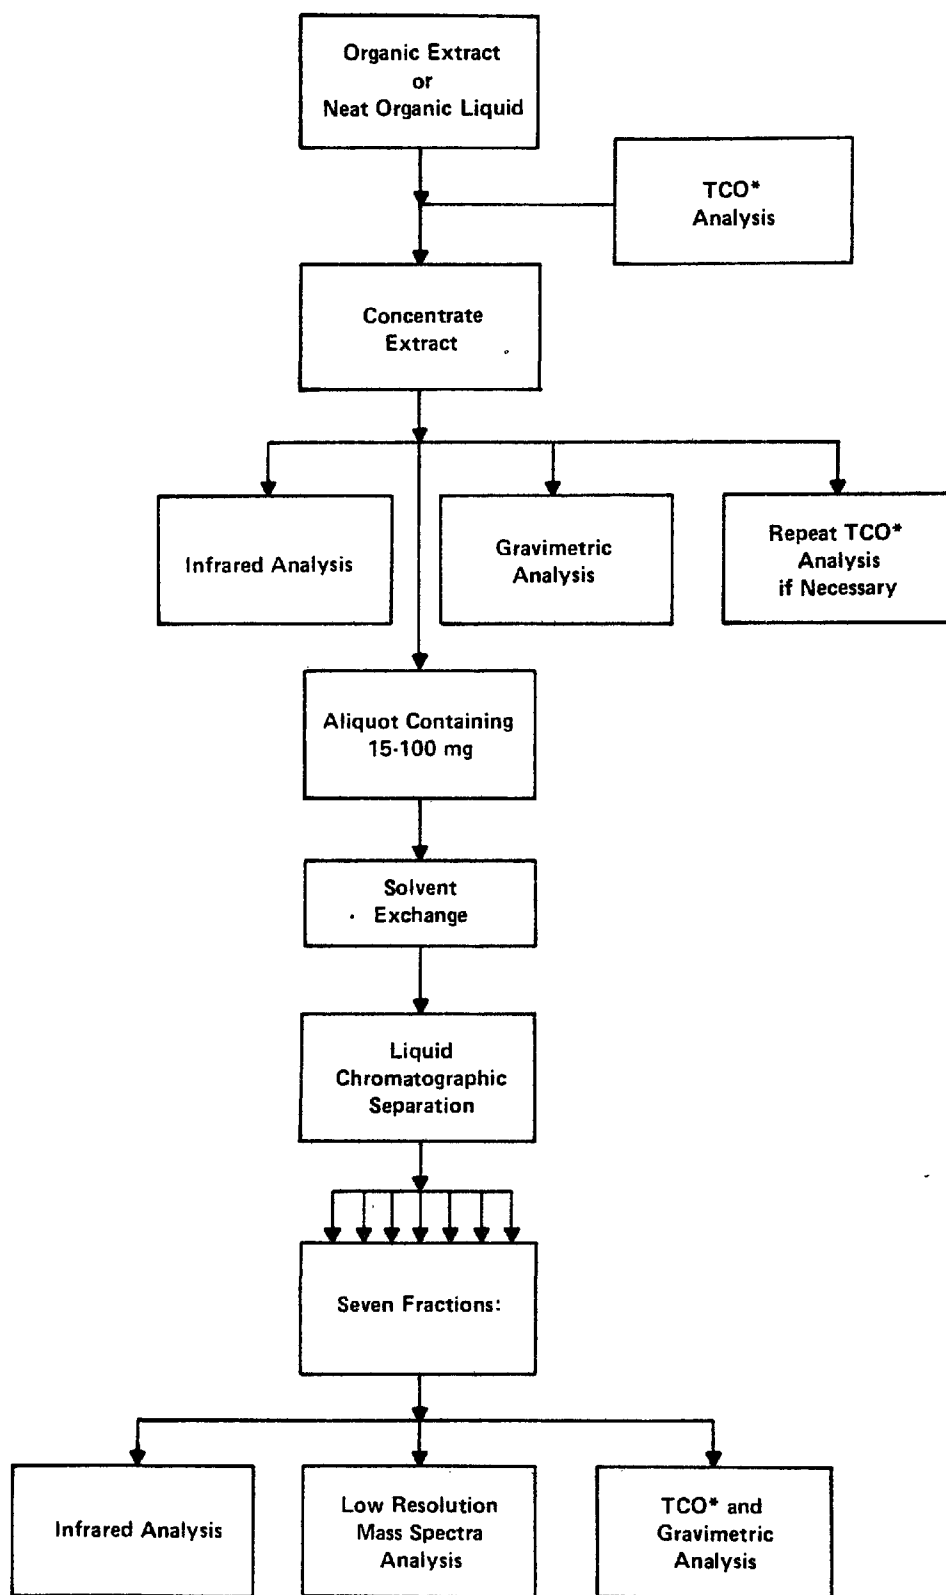 Organic Extract
or
Neat Organic Liquid
TCO*
Analysis
Concentrate
Extract
Infrared Analysis
Gravimetric
Analysis
Repeat TCO*
Analysis
if Necessary
Aliquot Containing
15-100 mg
Solvent
Exchange
Liquid
Chromatographic
Separation
Seven Fractions:
Infrared Analysis
Low Resolution
Mass Spectra
Analysis
TCO* and
Gravimetric
Analysis